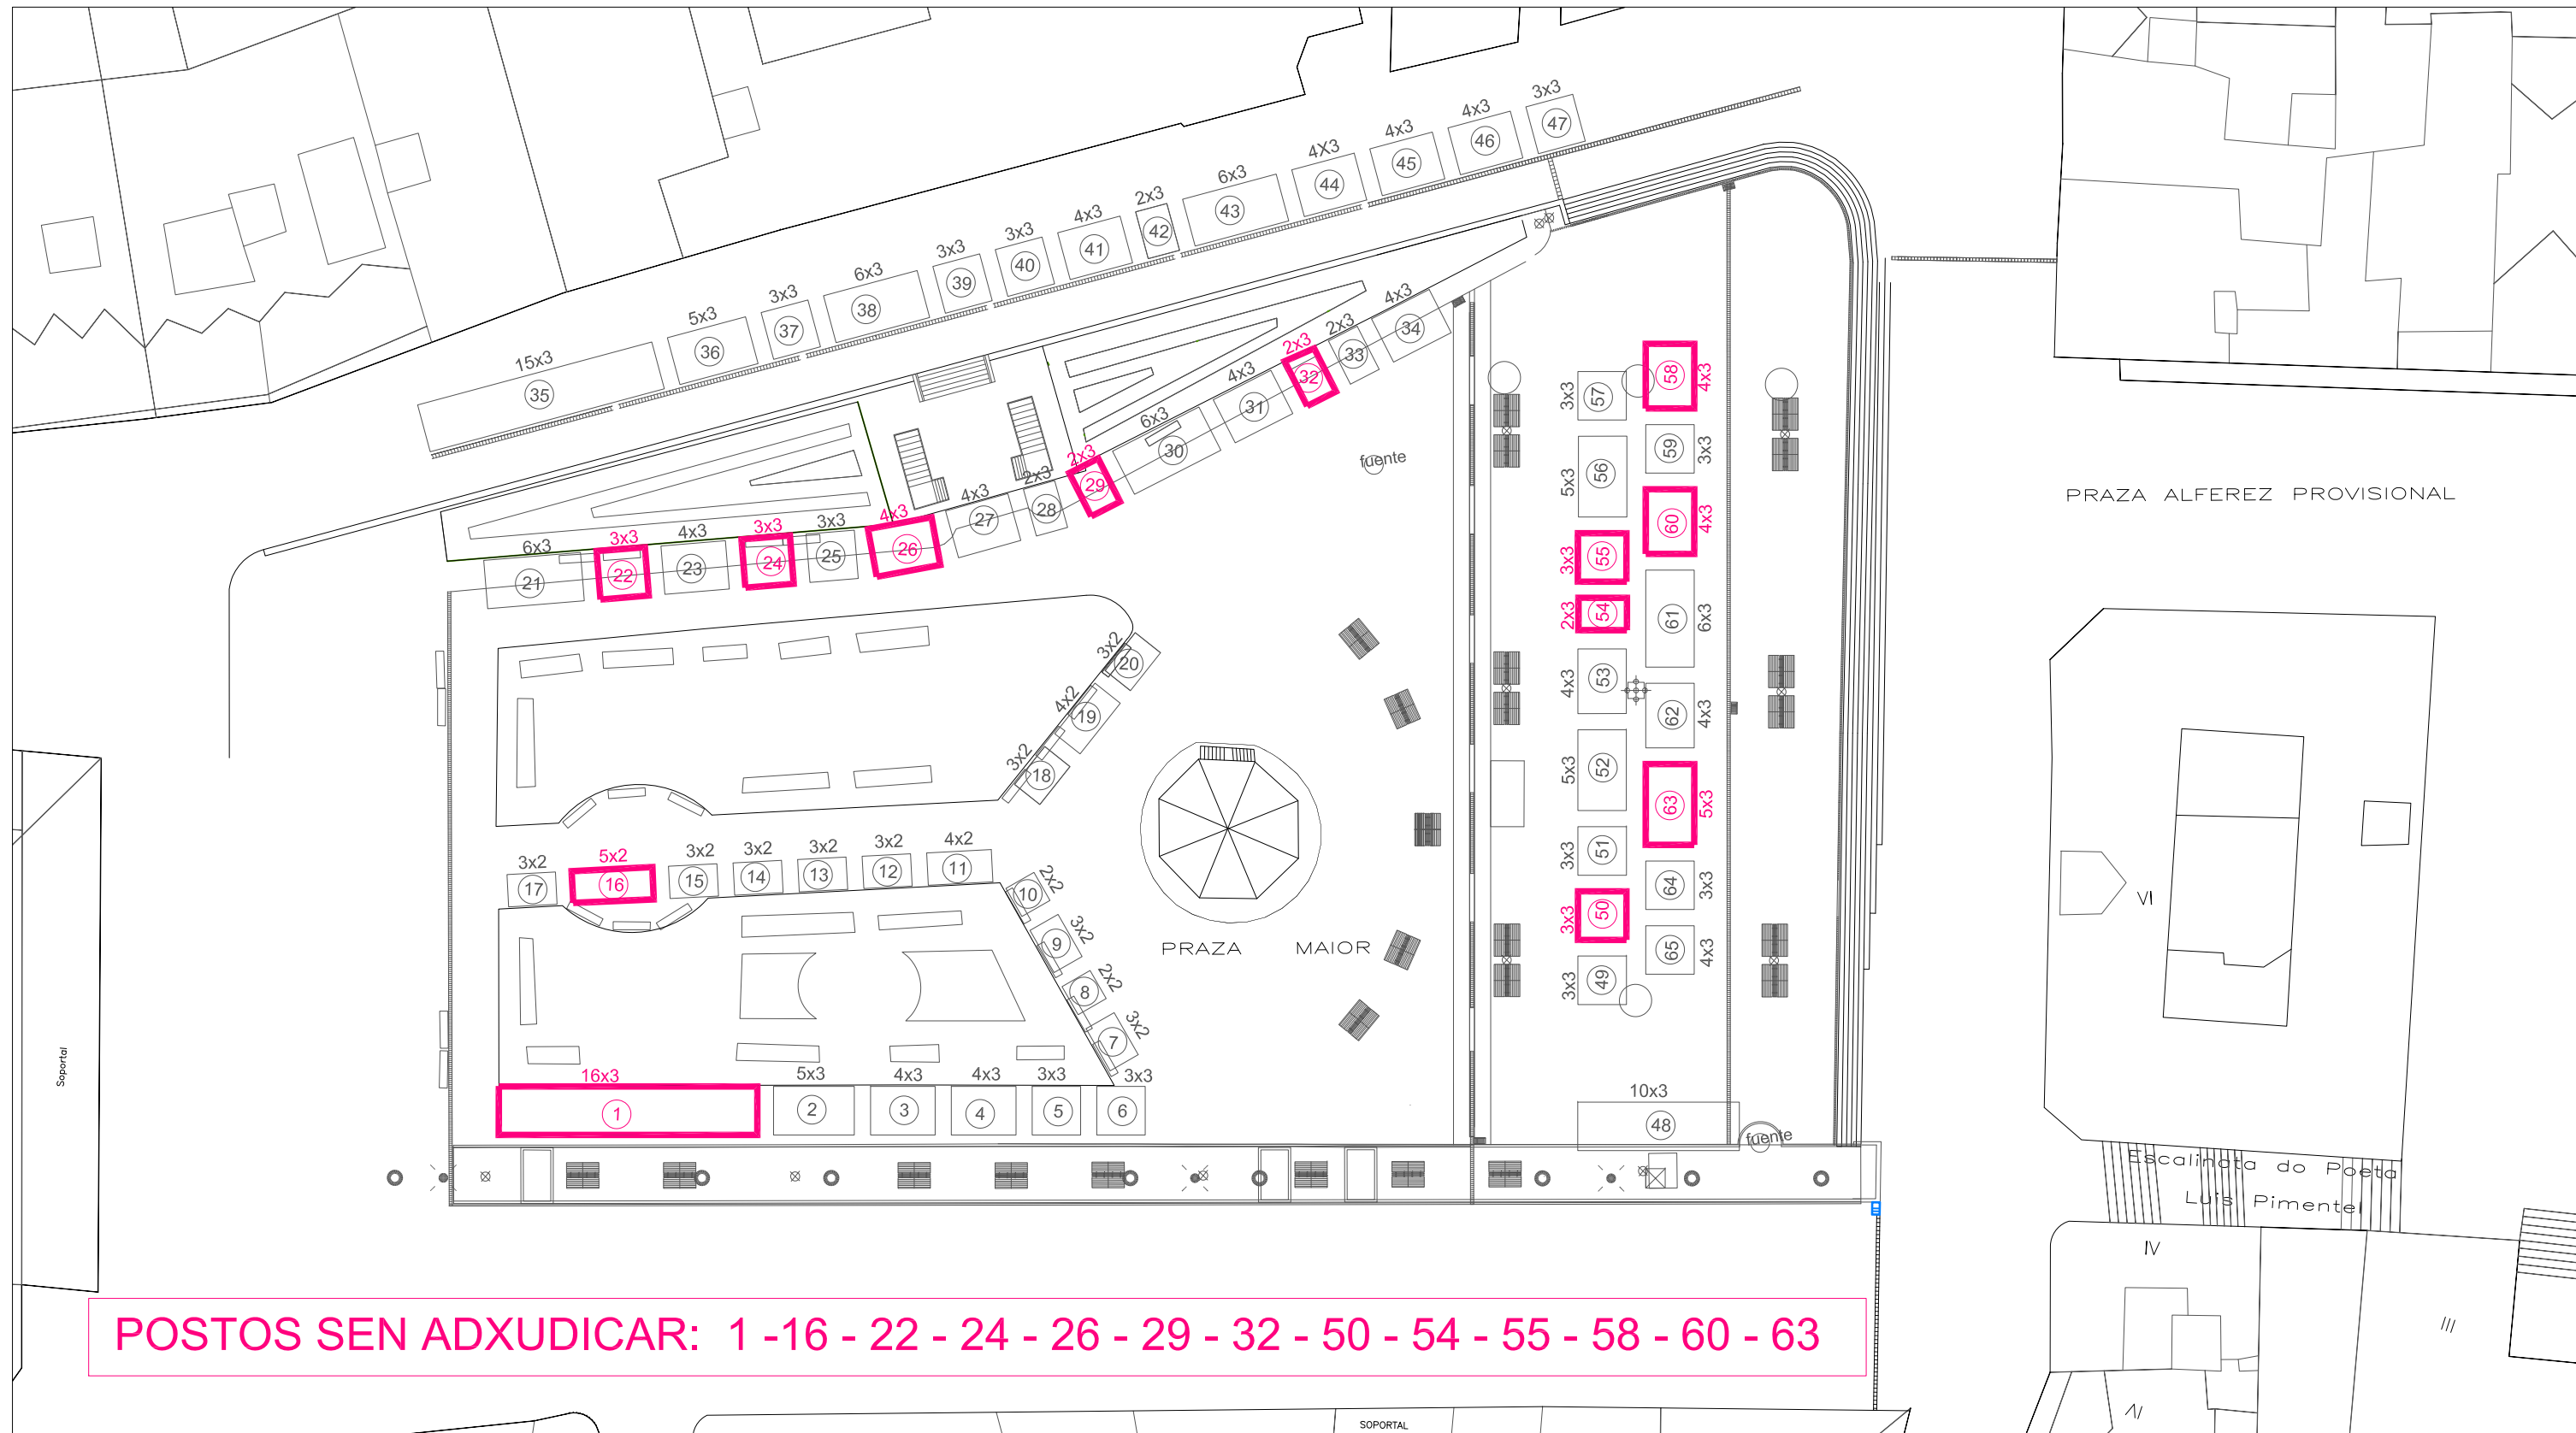 3x3
47
4x3
46
4x3
45
4X3
44
6x3
43
2x3
42
4x3
41
3x3
40
3x3
39
6x3
38
3x3
37
5x3
36
15x3
35
4x3
34
2x3
33
2x3
32
4x3
31
6x3
30
2x3
29
2x3
28
4x3
27
4x3
26
3x3
25
3x3
24
4x3
23
3x3
22
6x3
21
fuente
3x3
57
58
4x3
5x3
56
59
3x3
3x3
55
60
4x3
2x3
54
61
6x3
4x3
53
62
4x3
5x3
52
63
5x3
3x3
51
64
3x3
3x3
50
65
4x3
3x3
49
10x3
48
fuente
PRAZA ALFEREZ PROVISIONAL
3x2
20
4x2
19
3x2
18
3x2
17
5x2
16
3x2
15
3x2
14
3x2
13
3x2
12
4x2
11
2x2
10
3x2
9
2x2
8
3x2
7
PRAZA MAIOR
16x3
1
5x3
2
4x3
3
4x3
4
3x3
5
3x3
6
Soportal
VI
Escalinata do Poeta
Luis Pimentel
IV
III
VI
POSTOS SEN ADXUDICAR: 1 -16 - 22 - 24 - 26 - 29 - 32 - 50 - 54 - 55 - 58 - 60 - 63
SOPORTAL